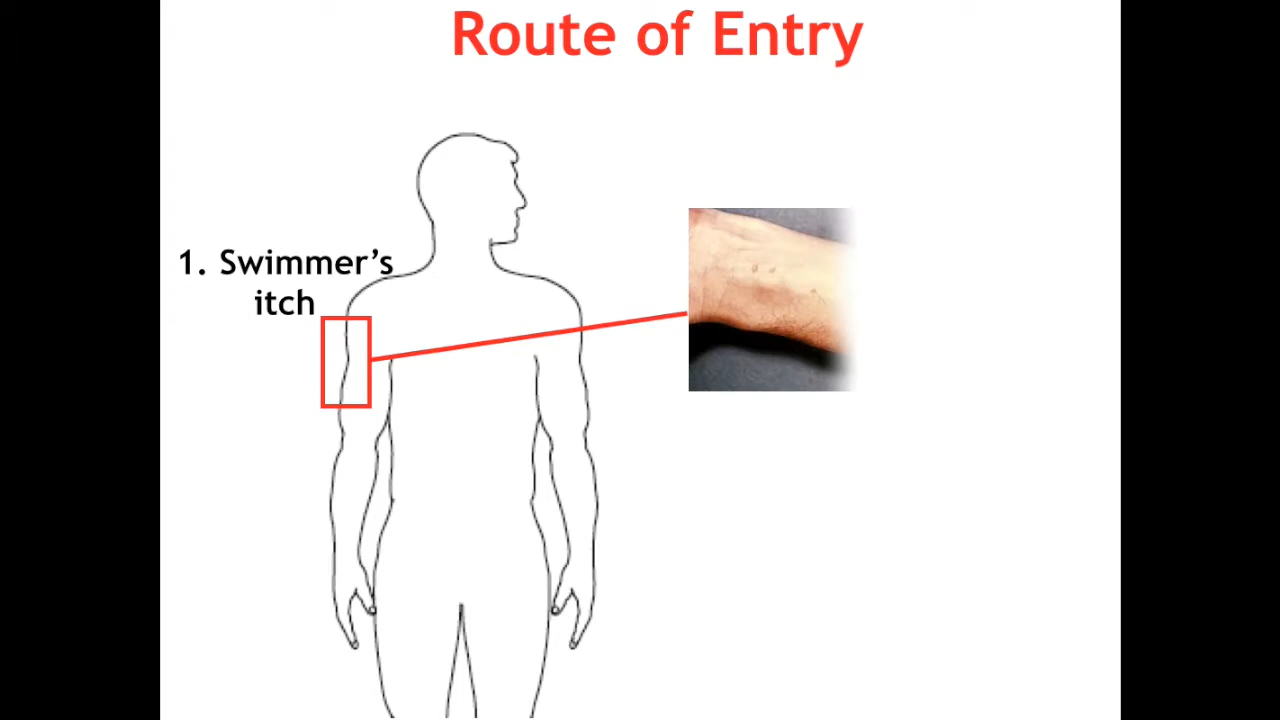 Route of Entry
1. Swimmer’s
itch